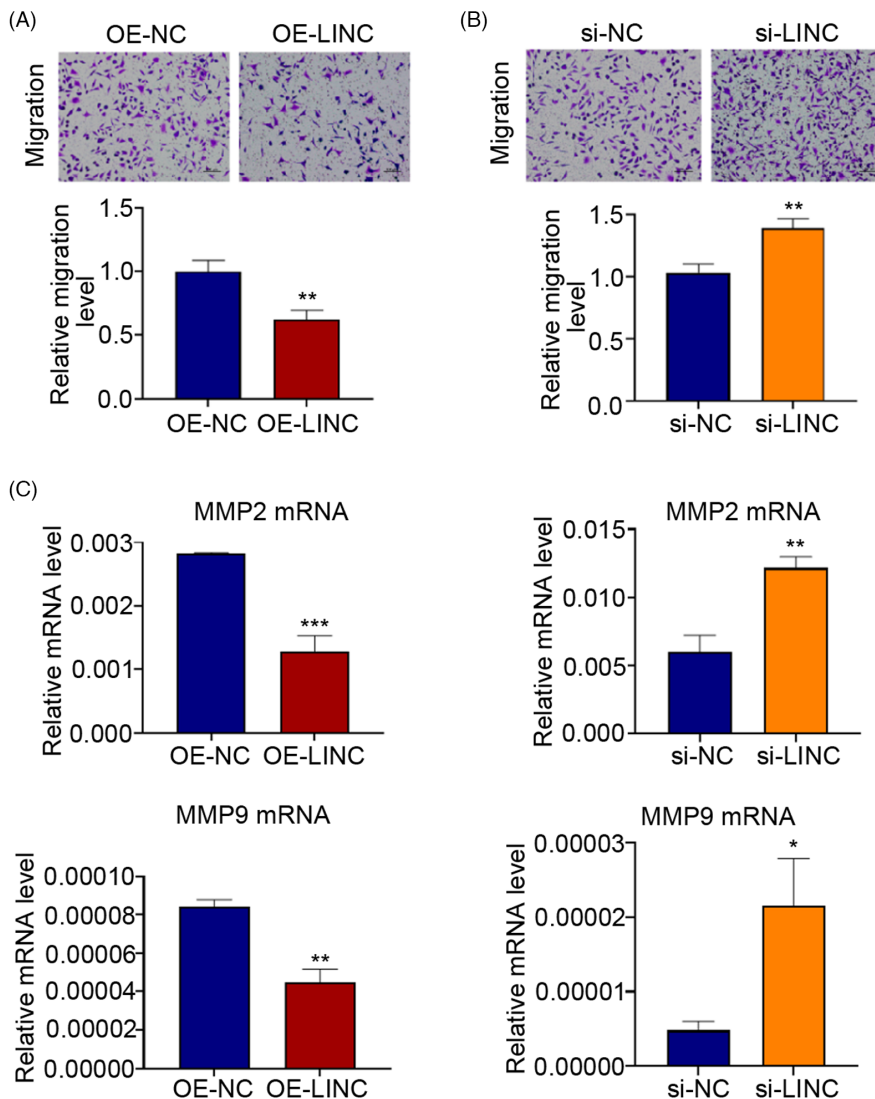 (A)
OE-NC
OE-LINC
Migration
Relative migration
level
1.5
1.0
0.5
0.0
**
OE-NC
OE-LINC
(B)
si-NC
si-LINC
Migration
Relative migration
level
1.5
1.0
0.5
0.0
**
si-NC
si-LINC
(C)
MMP2 mRNA
Relative mRNA level
0.003
0.002
0.001
0.000
***
OE-NC
OE-LINC
MMP2 mRNA
Relative mRNA level
0.015
0.010
0.005
0.000
**
si-NC
si-LINC
MMP9 mRNA
Relative mRNA level
0.00010
0.00008
0.00006
0.00004
0.00002
0.00000
**
OE-NC
OE-LINC
MMP9 mRNA
Relative mRNA level
0.00003
0.00002
0.00001
0.00000
*
si-NC
si-LINC